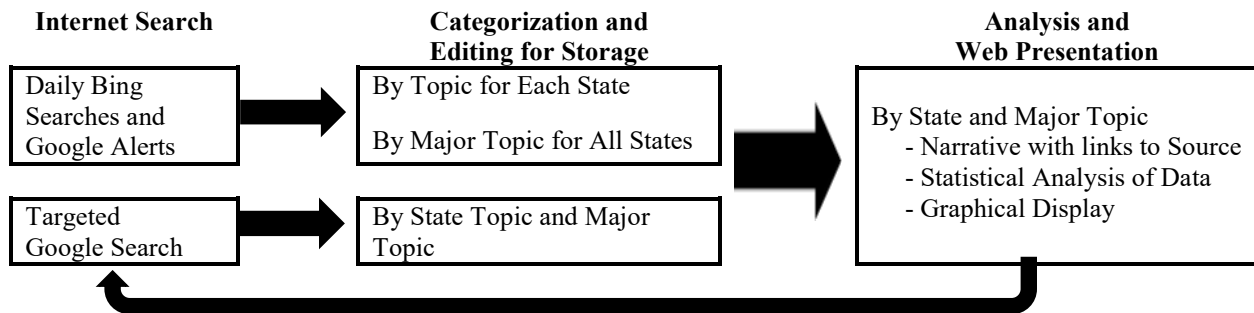 Internet Search
Categorization and
Editing for Storage
Analysis and
Web Presentation
Daily Bing
Searches and
Google Alerts
By Topic for Each State
By Major Topic for All States
By State and Major Topic
- Narrative with links to Source
- Statistical Analysis of Data
- Graphical Display
Targeted
Google Search
By State Topic and Major
Topic